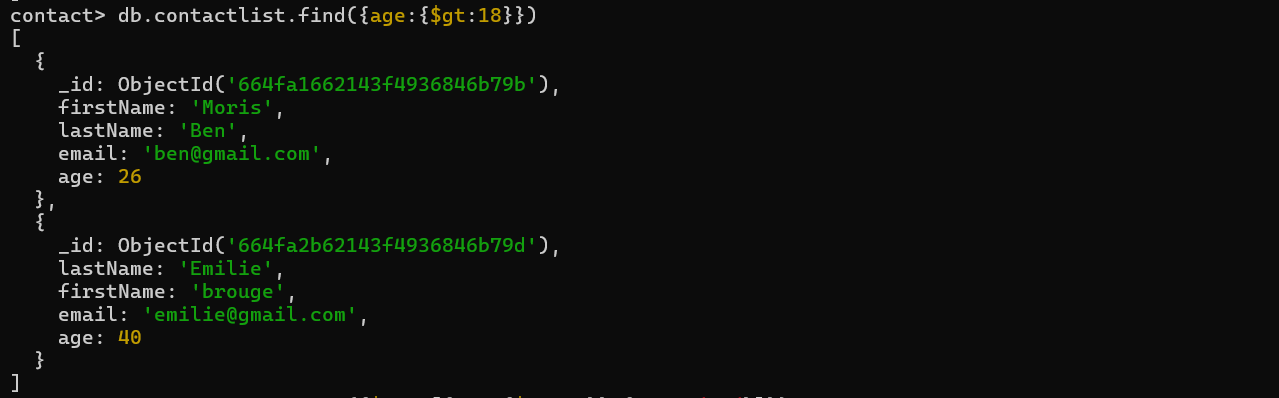 contact> db.contactlist.find({age:{$gt:18}})
[
  {
    _id: ObjectId('664fa1662143f4936846b79b'),
    firstName: 'Moris',
    lastName: 'Ben',
    email: 'ben@gmail.com',
    age: 26
  },
  {
    _id: ObjectId('664fa2b62143f4936846b79d'),
    lastName: 'Emilie',
    firstName: 'brouge',
    email: 'emilie@gmail.com',
    age: 40
  }
]